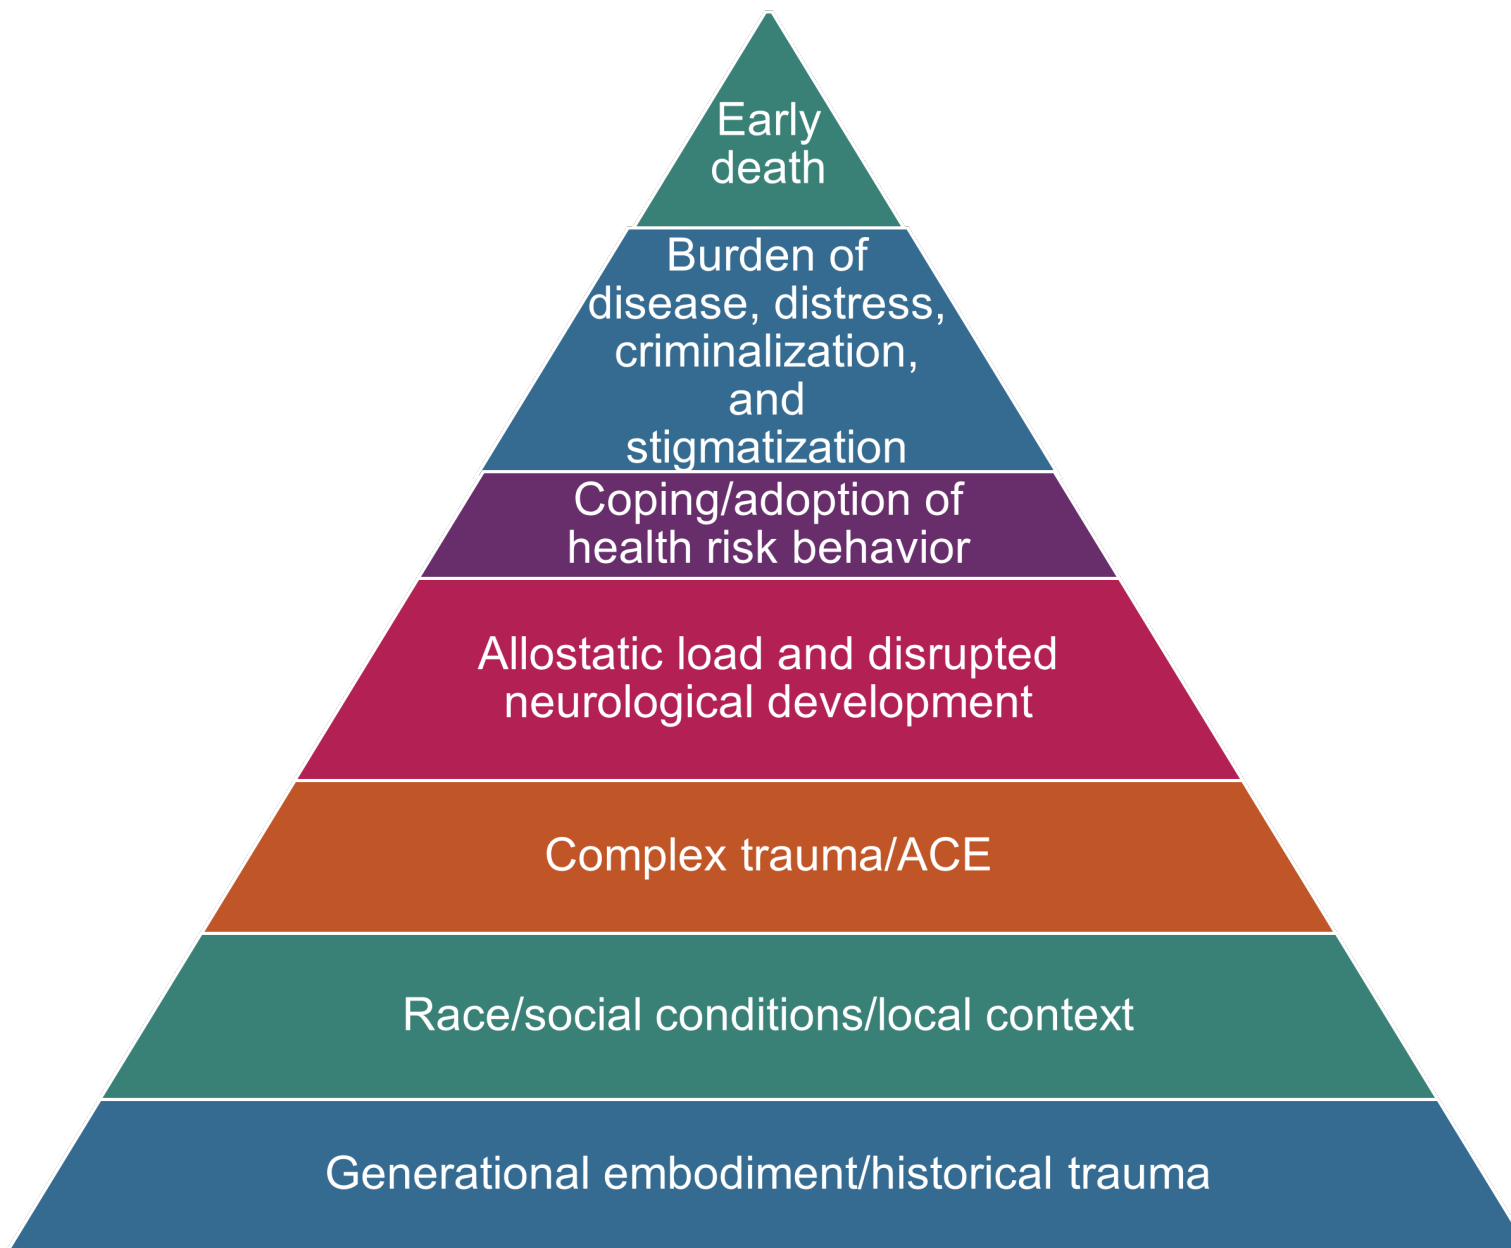 Early
death
Burden of
disease, distress,
criminalization,
and
stigmatization
Coping/adoption of
health risk behavior
Allostatic load and disrupted
neurological development
Complex trauma/ACE
Race/social conditions/local context
Generational embodiment/historical trauma